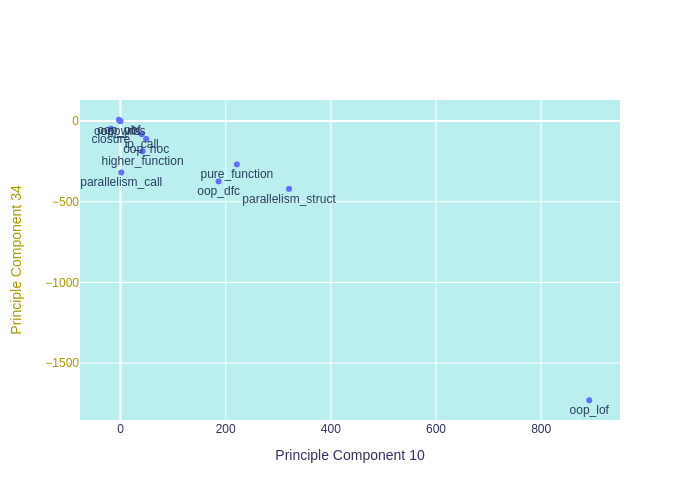 0
−500
−1000
−1500
closure
oop_noc
higher_function
parallelism_call
pure_function
oop_dfc
parallelism_struct
oop_lof
0
200
400
600
800
Principle Component 10
Principle Component 34